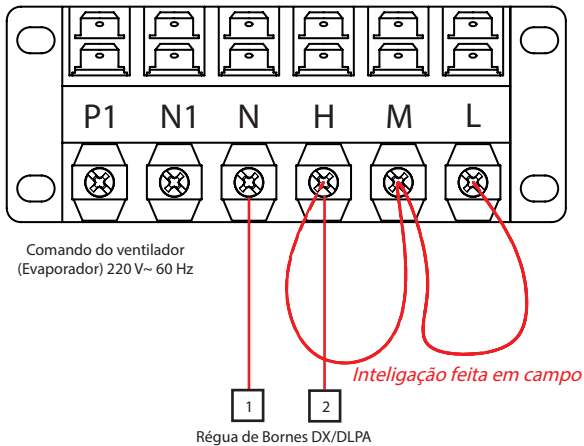 P1 N1 N H M L
Comando do ventilador
(Evaporador) 220 V~ 60 Hz
Inteligação feita em campo
1 2
Régua de Bornes DX/DLPA